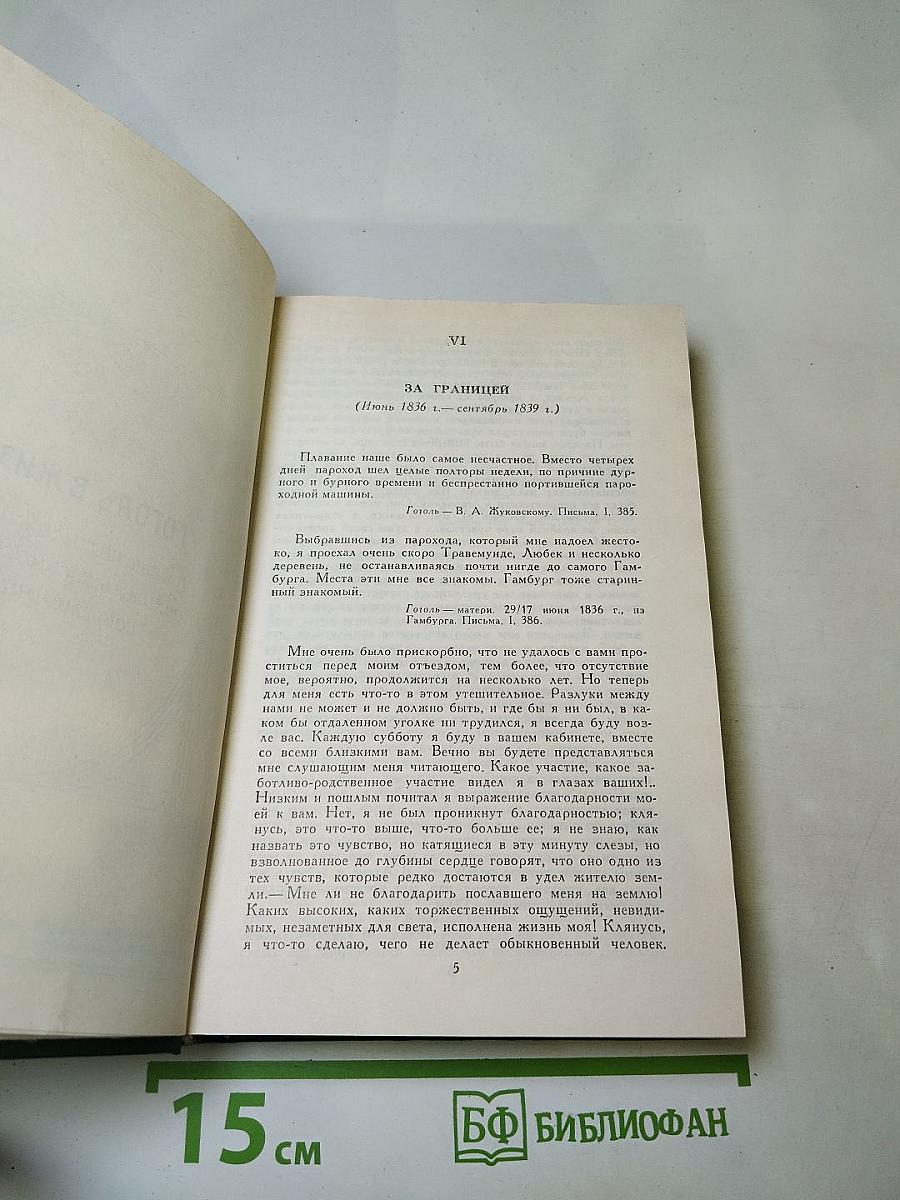 VI
ЗА ГРАНИЦЕЙ
(Июнь 1836 г.— сентябрь 1839 г.)
Плавание наше было самое несчастное. Вместо четырех
дней пароход шел целые полторы недели, по причине дур-
ного и бурного времени и беспрестанно портившейся паро-
ходной машины.
Гоголь — В. А. Жуковскому. Письма, I, 385.
Выбравшись из парохода, который мне надоел жесто-
ко, я проехал очень скоро Травемунде, Любек и несколько
деревень, не останавливаясь почти нигде до самого Гам-
бурга. Места эти мне все знакомы. Гамбург тоже старин-
ный знакомый.
Гоголь — матери. 29/17 июня 1836 г., из
Гамбурга. Письма, I, 386.
Мне очень было прискорбно, что не удалось с вами про-
ститься перед моим отъездом, тем более, что отсутствие
мое, вероятно, продолжится на несколько лет. Но теперь
для меня есть что-то в этом утешительное. Разлуки между
нами не может и не должно быть, и где бы я ни был, в ка-
ком бы отдаленном уголке ни трудился, я всегда буду воз-
ле вас. Каждую субботу я буду в вашем кабинете, вместе
со всеми близкими вам. Вечно вы будете представляться
мне слушающим меня читающего. Какое участие, какое за-
ботливо-родственное участие видел я в глазах ваших!..
Низким и пошлым почитал я выражение благодарности мо-
ей к вам. Нет, я не был проникнут благодарностью; кля-
нусь, это что-то выше, что-то больше ее; я не знаю, как
назвать это чувство, но катящиеся в эту минуту слезы, но
взволнованное до глубины сердце говорят, что оно одно из
тех чувств, которые редко достаются в удел жителю зем-
ли.— Мне ли не благодарить пославшего меня на землю!
Каких высоких, каких торжественных ощущений, невиди-
мых, незаметных для света, исполнена жизнь моя! Клянусь,
я что-то сделаю, чего не делает обыкновенный человек.
5
15 см
БФ БИБЛИОФАН